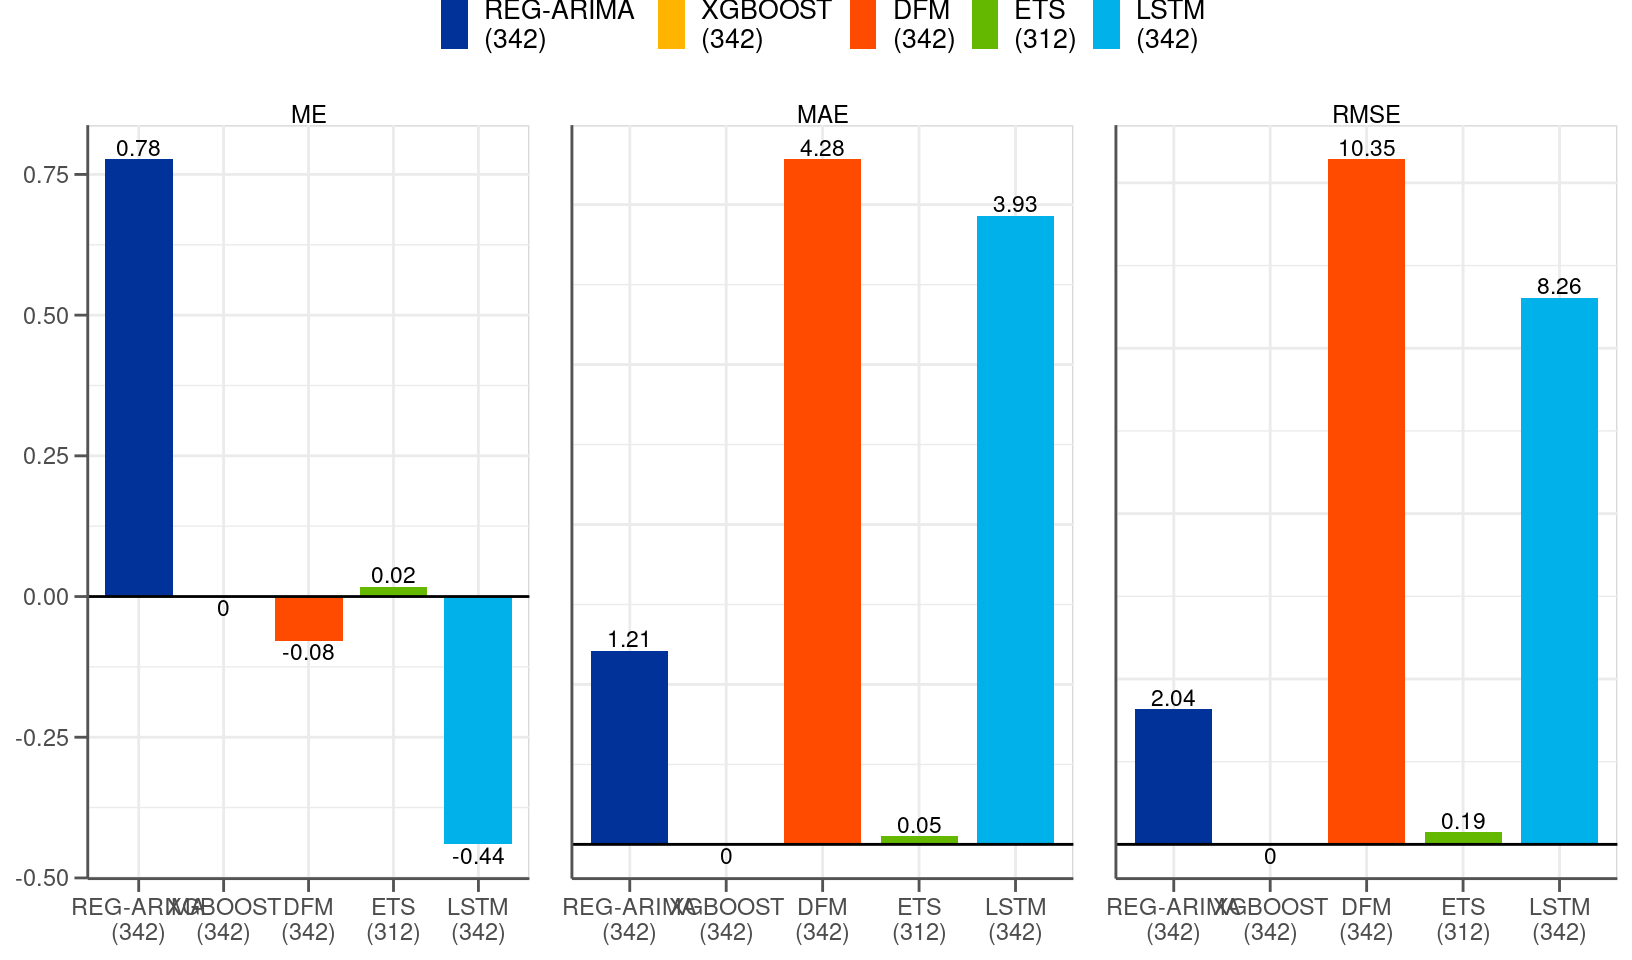 REG-ARIMA XGBOOST DFM ETS LSTM
(342) (342) (342) (312) (342)
ME MAE RMSE
0.78 4.28 10.35
0.75
3.93
8.26
0.50
0.25
0.02
0.00
0
-0.08
1.21
2.04
-0.25
0.05 0.19
-0.44 0 0
-0.50
REG-ARIMA XGBOOST DFM ETS LSTM REG-ARIMA XGBOOST DFM ETS LSTM REG-ARIMA XGBOOST DFM ETS LSTM
(342) (342) (342) (312) (342) (342) (342) (342) (312) (342) (342) (342) (342) (312) (342)